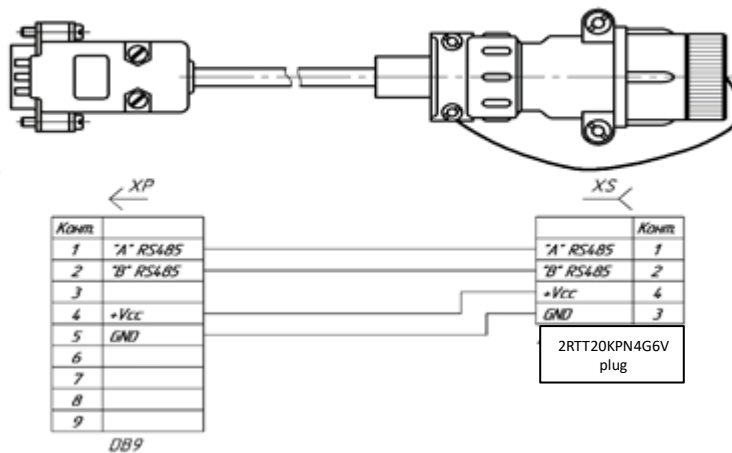 XP
XS
Конт.
1 "A" RS485
2 "B" RS485
3
4 +Vcc
5 GND
6
7
8
9
DB9
Конт.
"A" RS485 1
"B" RS485 2
+Vcc 4
GND 3
2RTT20KPN4G6V
plug